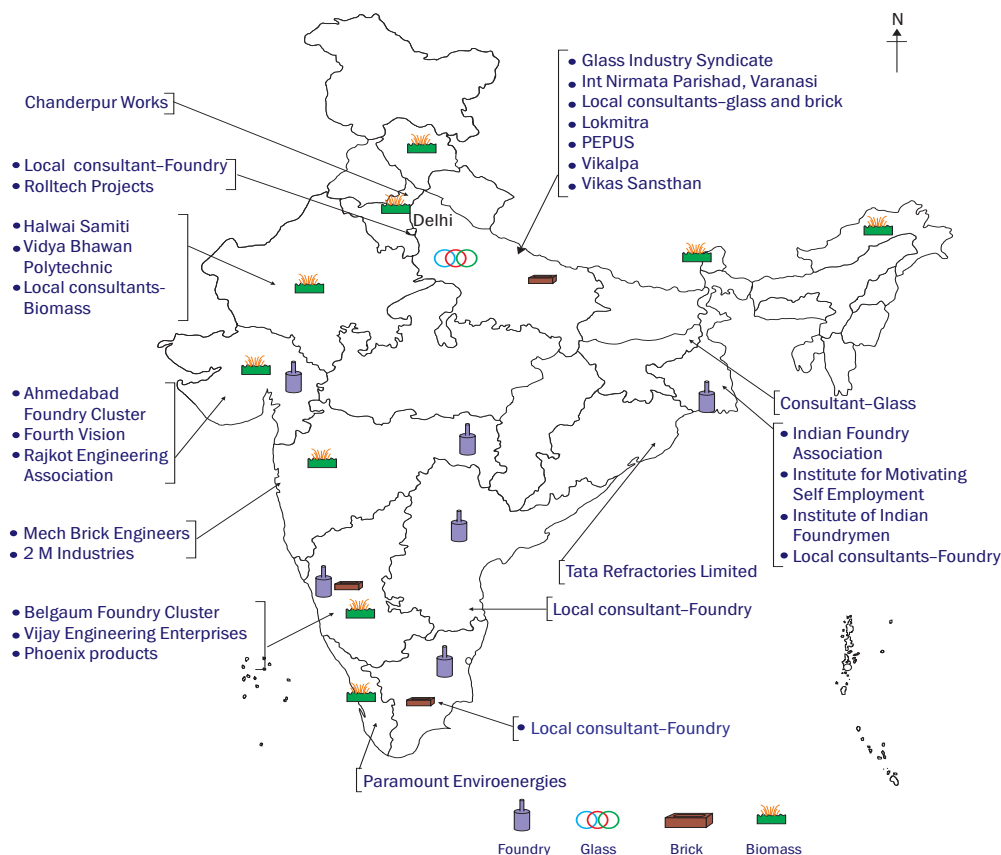 N
• Glass Industry Syndicate
• Int Nirmata Parishad, Varanasi
• Local consultants–glass and brick
• Lokmitra
• PEPUS
• Vikalpa
• Vikas Sansthan
Chanderpur Works
• Local consultant–Foundry
• Rolltech Projects
Delhi
• Halwai Samiti
• Vidya Bhawan
Polytechnic
• Local consultants-
Biomass
• Ahmedabad
Foundry Cluster
• Fourth Vision
• Rajkot Engineering
Association
Consultant–Glass
• Indian Foundry
Association
• Institute for Motivating
Self Employment
• Institute of Indian
Foundrymen
• Local consultants–Foundry
• Mech Brick Engineers
• 2 M Industries
Tata Refractories Limited
Local consultant–Foundry
• Belgaum Foundry Cluster
• Vijay Engineering Enterprises
• Phoenix products
• Local consultant–Foundry
Paramount Enviroenergies
Foundry
Glass
Brick
Biomass